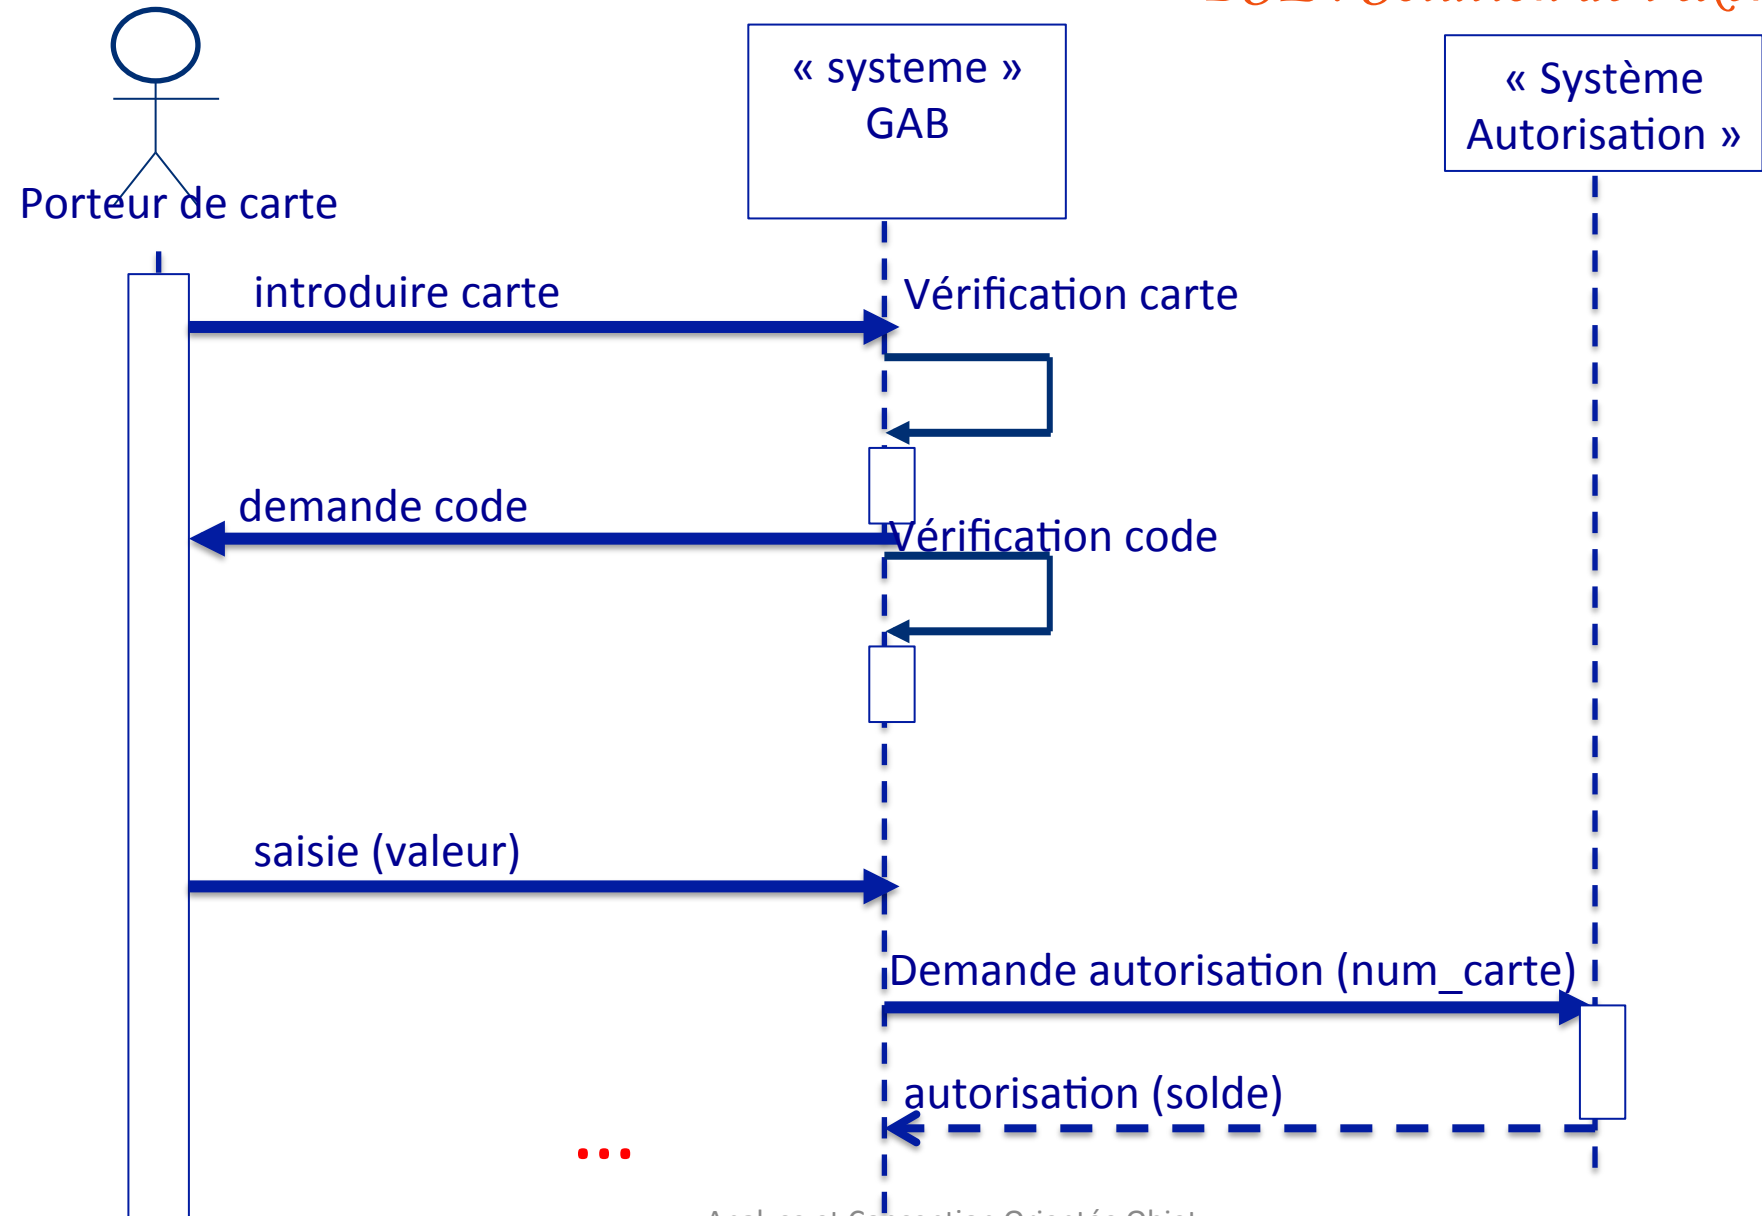 « systeme »
GAB
« Système
Autorisation »
Porteur de carte
introduire carte
Vérification carte
demande code
Vérification code
saisie (valeur)
Demande autorisation (num_carte)
autorisation (solde)
...